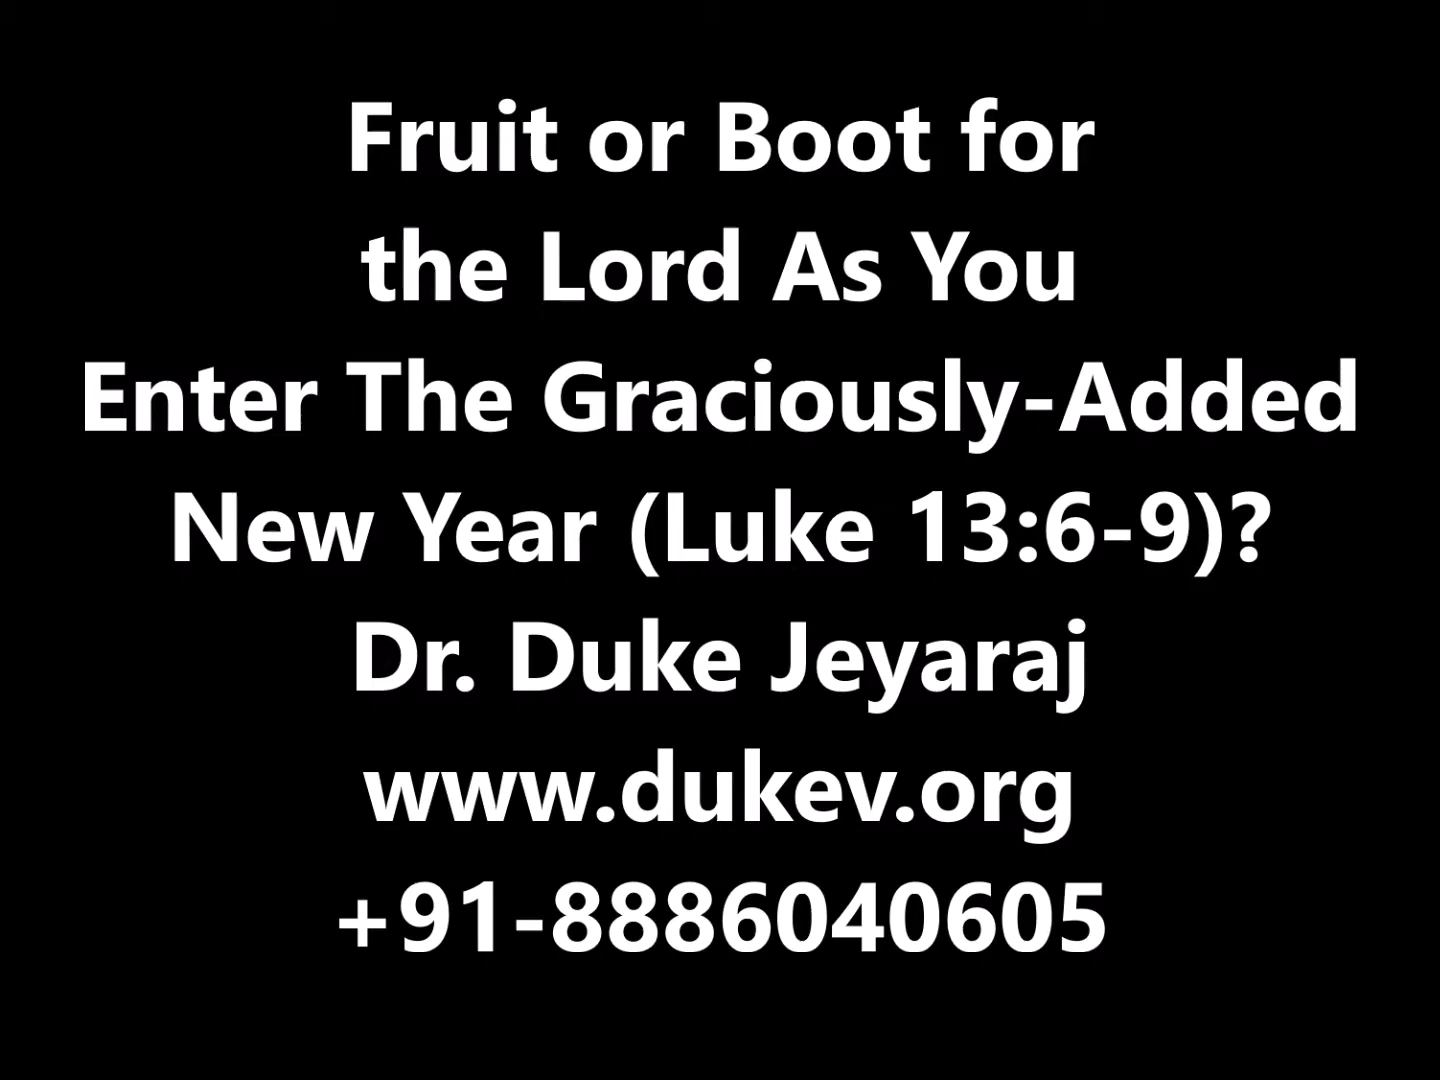 Fruit or Boot for
the Lord As You
Enter The Graciously-Added
New Year (Luke 13:6-9)?
Dr. Duke Jeyaraj
www.dukev.org
+91-8886040605